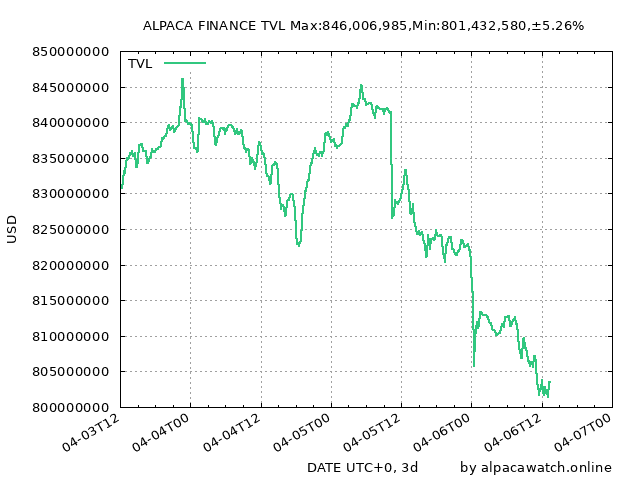 ALPACA FINANCE TVL Max:846,006,985,Min:801,432,580,±5.26%
850000000
TVL
845000000
840000000
835000000
830000000
825000000
820000000
815000000
810000000
805000000
800000000
USD
04-03T12
04-04T00
04-04T12
04-05T00
04-05T12
04-06T00
04-06T12
04-07T00
DATE UTC+0, 3d
by alpacawatch.online